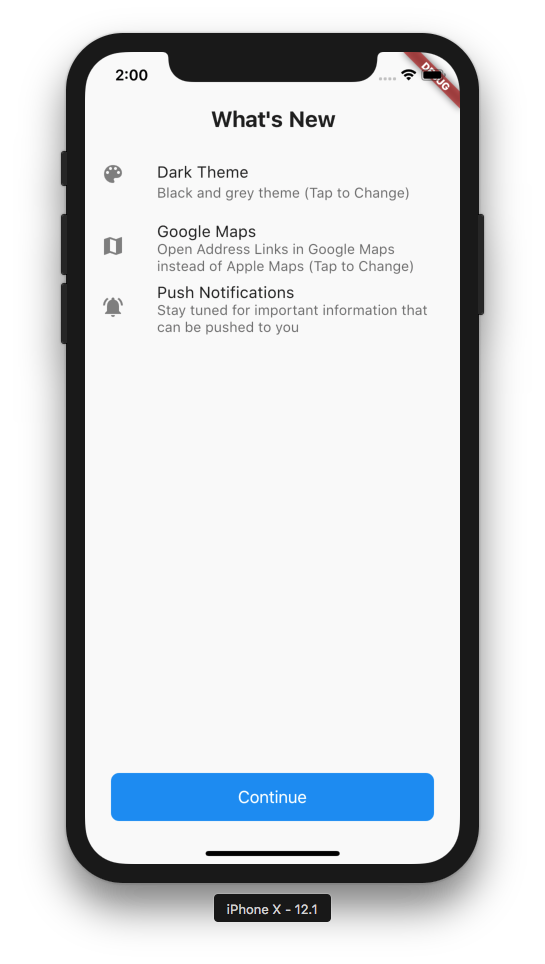 2:00
DEBUG
What's New
Dark Theme
Black and grey theme (Tap to Change)
Google Maps
Open Address Links in Google Maps
instead of Apple Maps (Tap to Change)
Push Notifications
Stay tuned for important information that
can be pushed to you
Continue
iPhone X - 12.1